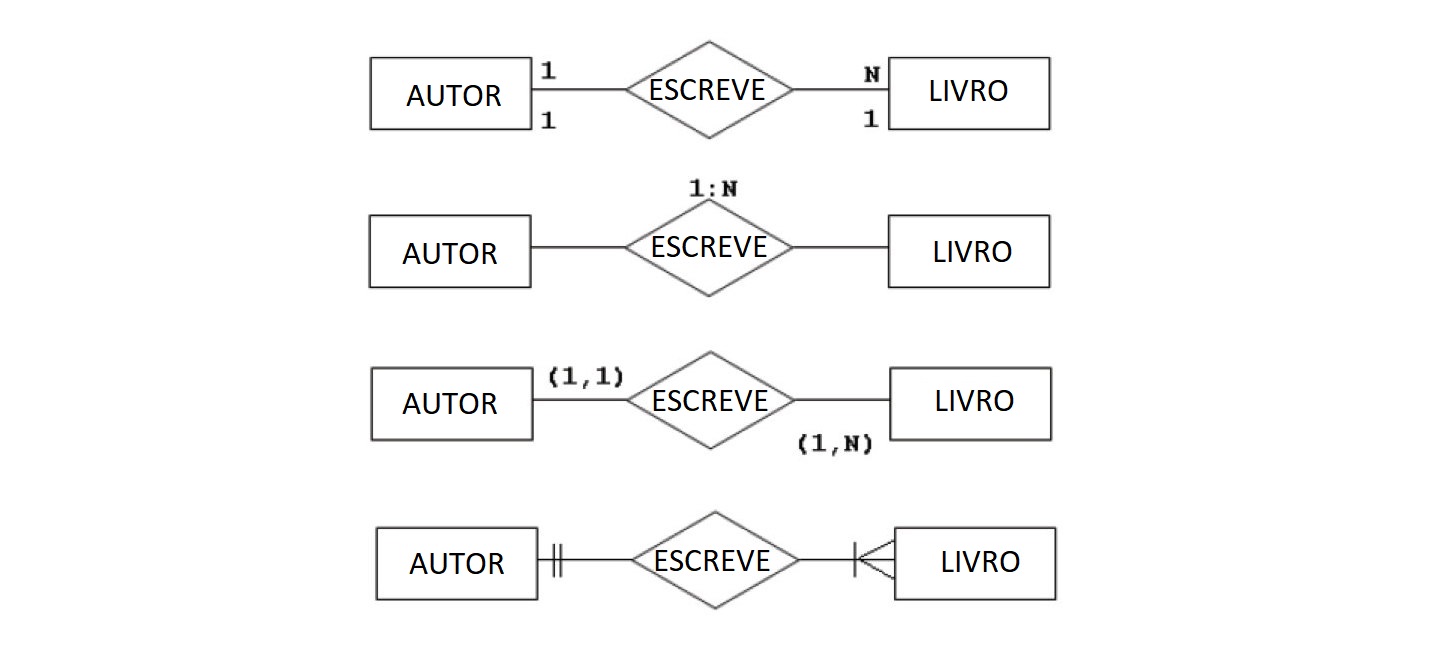 1 N
AUTOR ESCREVE LIVRO
1 1
1:N
AUTOR ESCREVE LIVRO
(1,1)
AUTOR ESCREVE LIVRO
(1,N)
AUTOR ESCREVE LIVRO